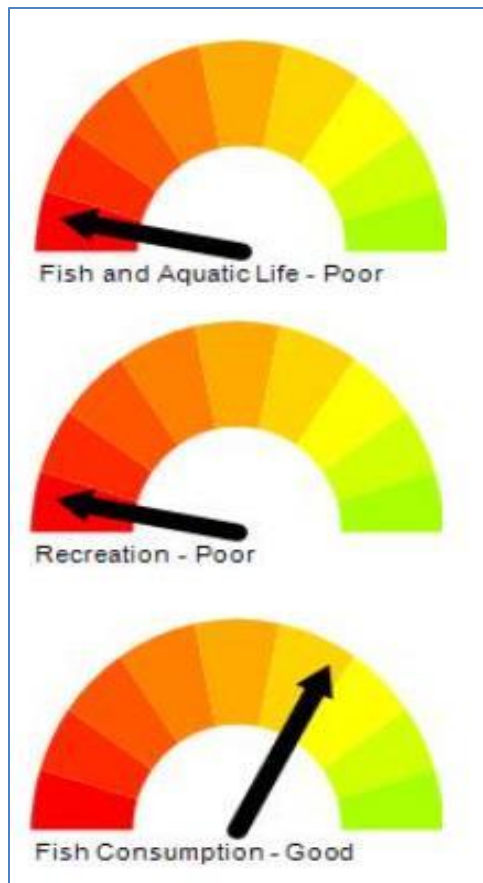 Fish and Aquatic Life - Poor
Recreation - Poor
Fish Consumption - Good